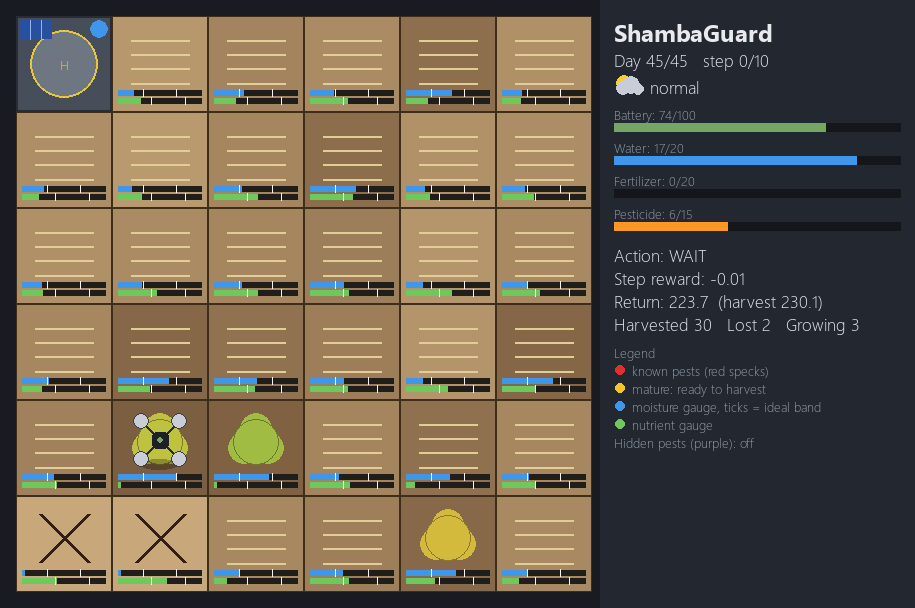 H
ShambaGuard
Day 45/45 step 0/10
normal
Battery: 74/100
Water: 17/20
Fertilizer: 0/20
Pesticide: 6/15
Action: WAIT
Step reward: -0.01
Return: 223.7 (harvest 230.1)
Harvested 30 Lost 2 Growing 3
Legend
known pests (red specks)
mature: ready to harvest
moisture gauge, ticks = ideal band
nutrient gauge
Hidden pests (purple): off